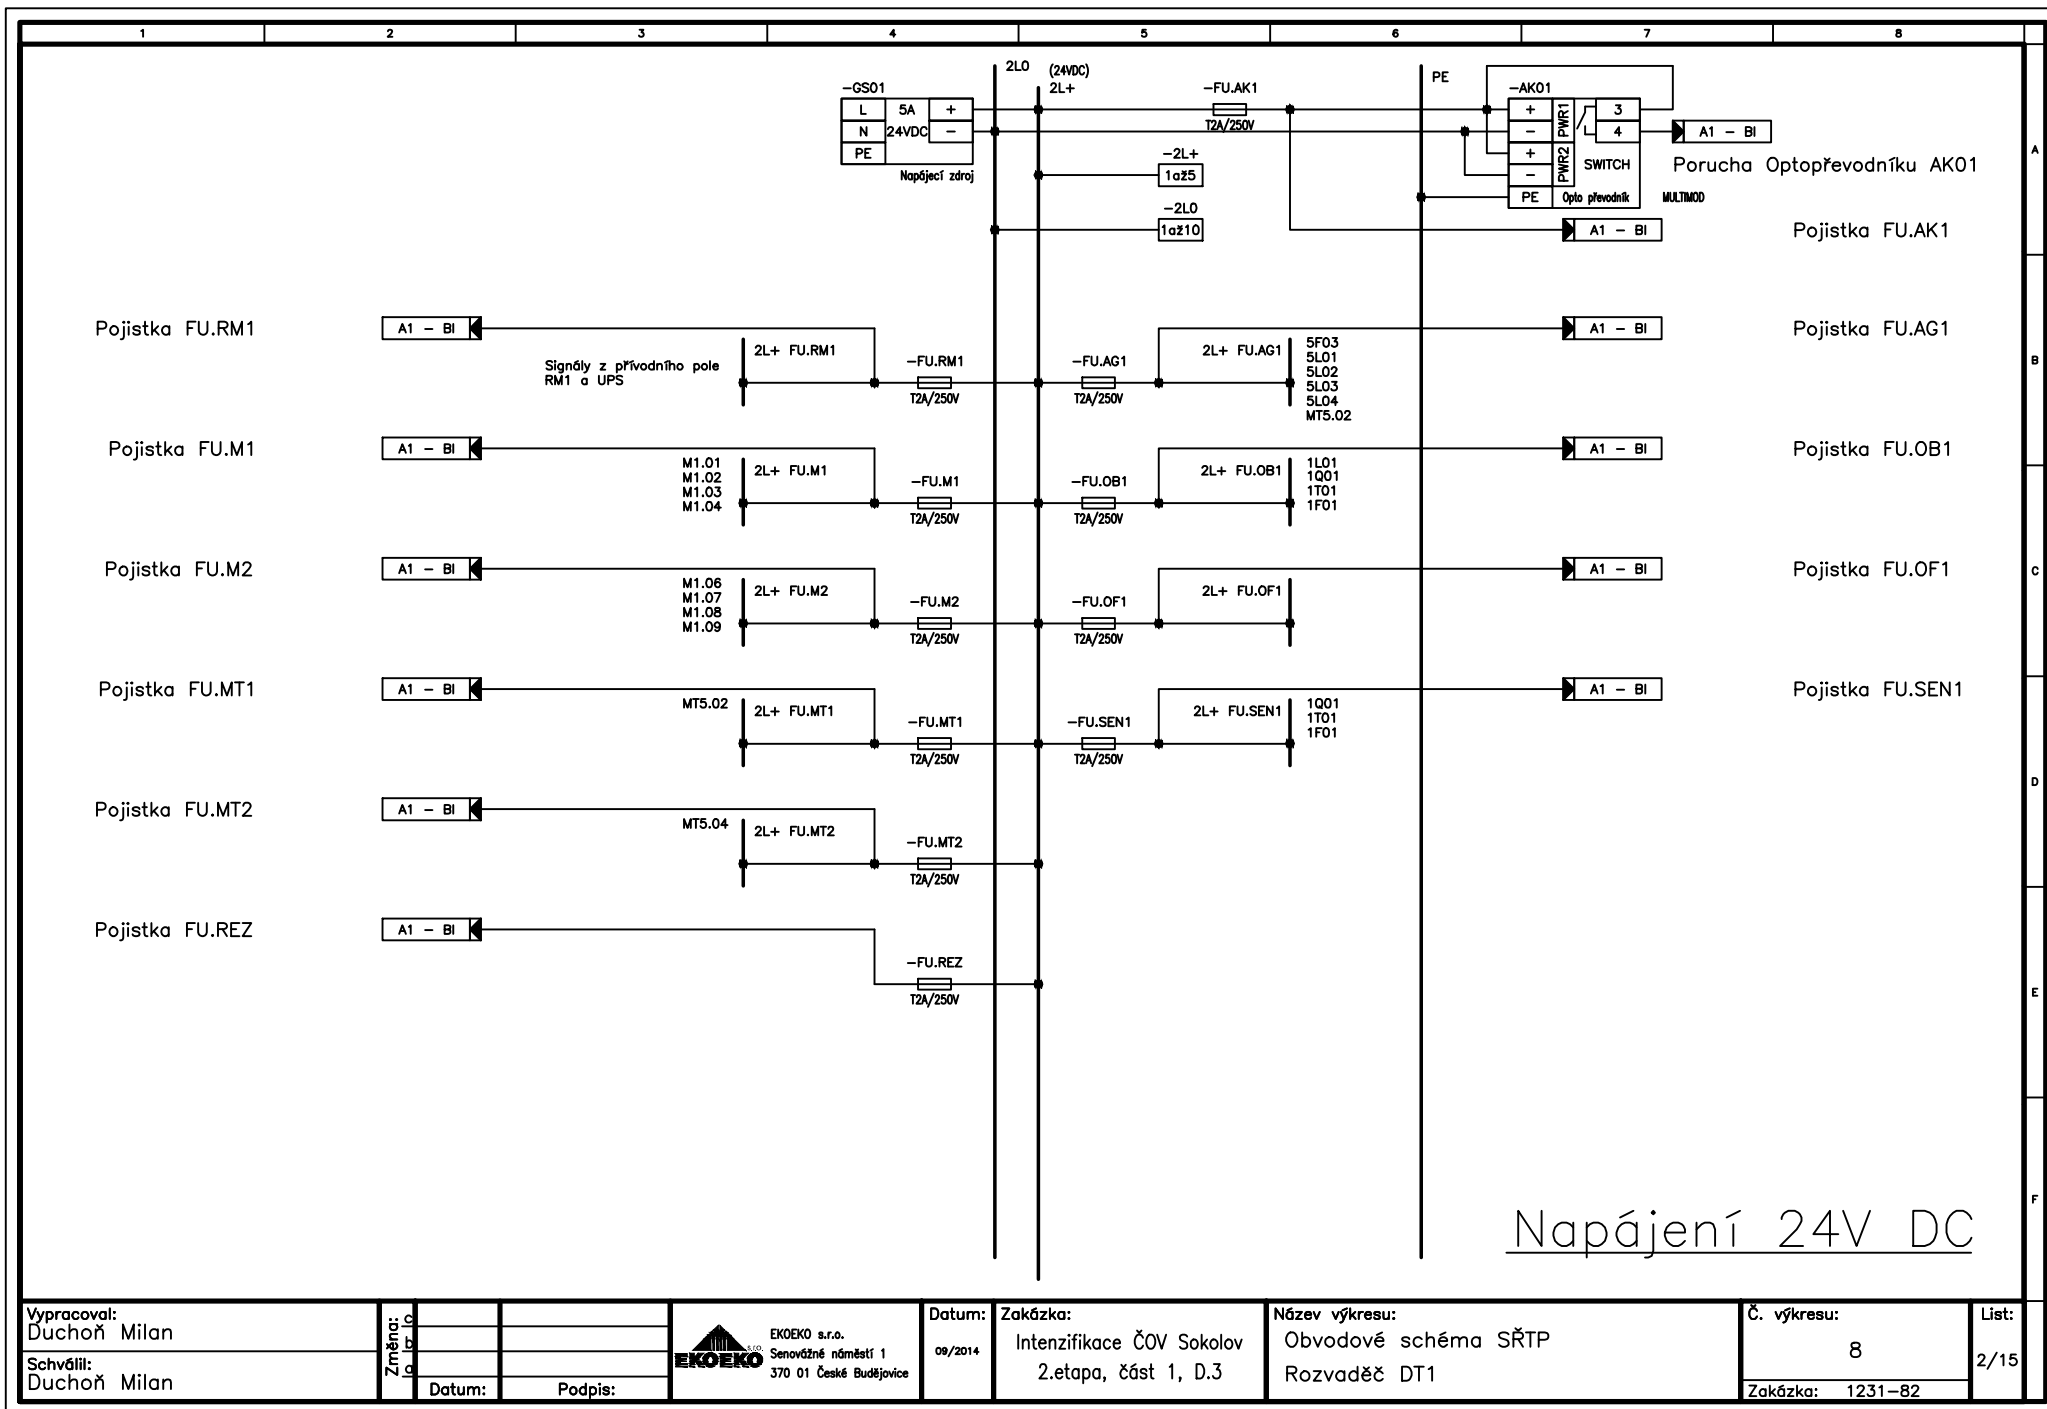 1 2 3 4 5 6 7 8
A
B
C
D
E
F
2L0
(24VDC)
2L+
PE
-GS01
L 5A +
N 24VDC -
PE
Napájecí zdroj
-FU.AK1
T2A/250V
-2L+
1až5
-2L0
1až10
-AK01
+ PWR1 3
- 4
+ PWR2
- SWITCH
PE Opto převodník
MULTIMOD
A1 - BI
Porucha Optopřevodníku AK01
A1 - BI
Pojistka FU.AK1
Pojistka FU.RM1
A1 - BI
Signály z přívodního pole
RM1 a UPS
2L+ FU.RM1
-FU.RM1
T2A/250V
-FU.AG1
T2A/250V
2L+ FU.AG1
5F03
5L01
5L02
5L03
5L04
MT5.02
A1 - BI
Pojistka FU.AG1
Pojistka FU.M1
A1 - BI
M1.01
M1.02
M1.03
M1.04
2L+ FU.M1
-FU.M1
T2A/250V
-FU.OB1
T2A/250V
2L+ FU.OB1
1L01
1Q01
1T01
1F01
A1 - BI
Pojistka FU.OB1
Pojistka FU.M2
A1 - BI
M1.06
M1.07
M1.08
M1.09
2L+ FU.M2
-FU.M2
T2A/250V
-FU.OF1
T2A/250V
2L+ FU.OF1
A1 - BI
Pojistka FU.OF1
Pojistka FU.MT1
A1 - BI
MT5.02
2L+ FU.MT1
-FU.MT1
T2A/250V
-FU.SEN1
T2A/250V
2L+ FU.SEN1
1Q01
1T01
1F01
A1 - BI
Pojistka FU.SEN1
Pojistka FU.MT2
A1 - BI
MT5.04
2L+ FU.MT2
-FU.MT2
T2A/250V
Pojistka FU.REZ
A1 - BI
-FU.REZ
T2A/250V
Napájení 24V DC
Vypracoval:
Duchoň Milan
Schválil:
Duchoň Milan
Změna:
c
b
a
Datum: Podpis:
EKOEKO s.r.o.
EKOEKO s.r.o.
Senovážné náměstí 1
370 01 České Budějovice
Datum:
09/2014
Zakázka:
Intenzifikace ČOV Sokolov
2.etapa, část 1, D.3
Název výkresu:
Obvodové schéma SŘTP
Rozvaděč DT1
Č. výkresu:
8
Zakázka: 1231-82
List:
2/15